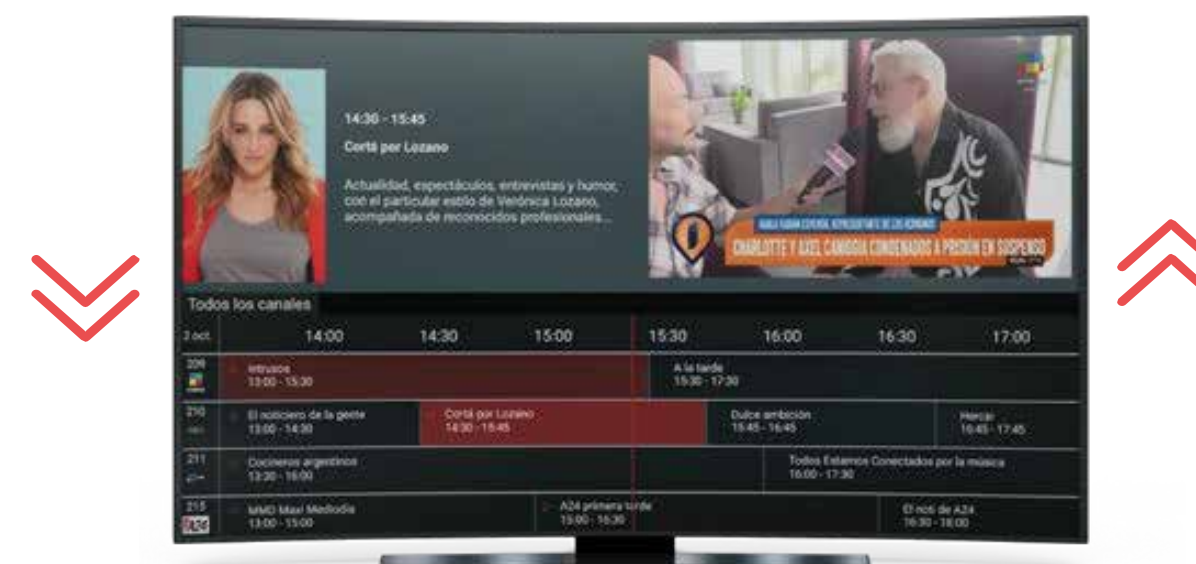 14:30 - 15:45
Cortá por Lozano
Actualidad, espectáculos, entrevistas y humor,
con el particular estilo de Verónica Lozano,
acompañada de reconocidos profesionales...
CHARLOTTE Y AXEL CANIGGIA CONDENADOS A PRISIÓN EN SUSPENSO
Todos los canales
2 oct. 14:00 14:30 15:00 15:30 16:00 16:30 17:00
209 Intrusos A la tarde
13:00 - 15:30 15:30 - 17:30
210 El noticiero de la gente Cortá por Lozano Dulce ambición Hercai
13:00 - 14:30 14:30 - 15:45 15:45 - 16:45 16:45 - 17:45
211 Cocineros argentinos Todos Estamos Conectados por la música
13:30 - 16:00 16:00 - 17:30
215 MMD Maxi Mediodía A24 primera tarde El noti de A24
A24 13:00 - 15:00 15:00 - 16:30 16:30 - 18:00